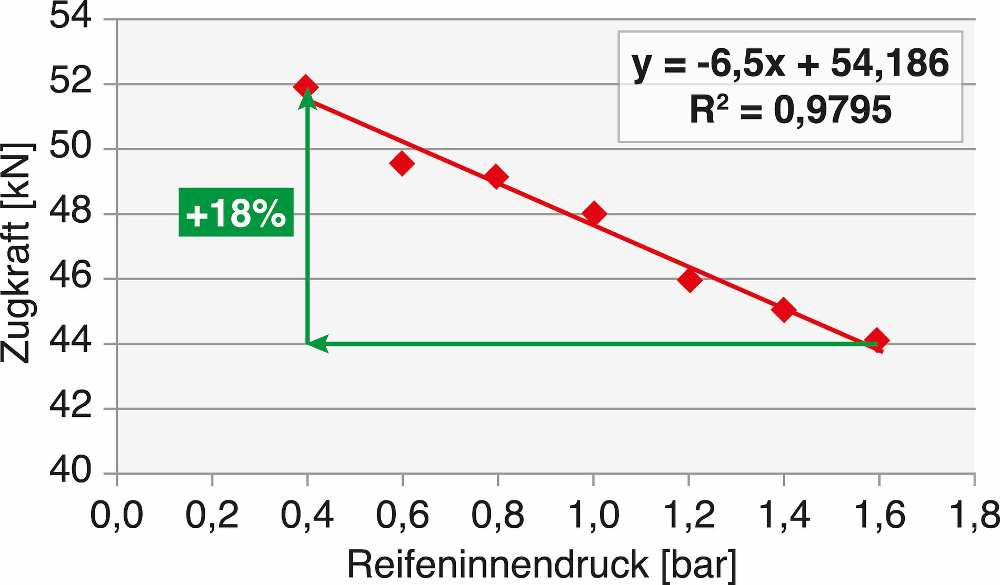 54
52
50
48
46
44
42
40
Zugkraft [kN]
y = -6,5x + 54,186
R² = 0,9795
+18%
0,0 0,2 0,4 0,6 0,8 1,0 1,2 1,4 1,6 1,8
Reifeninnendruck [bar]